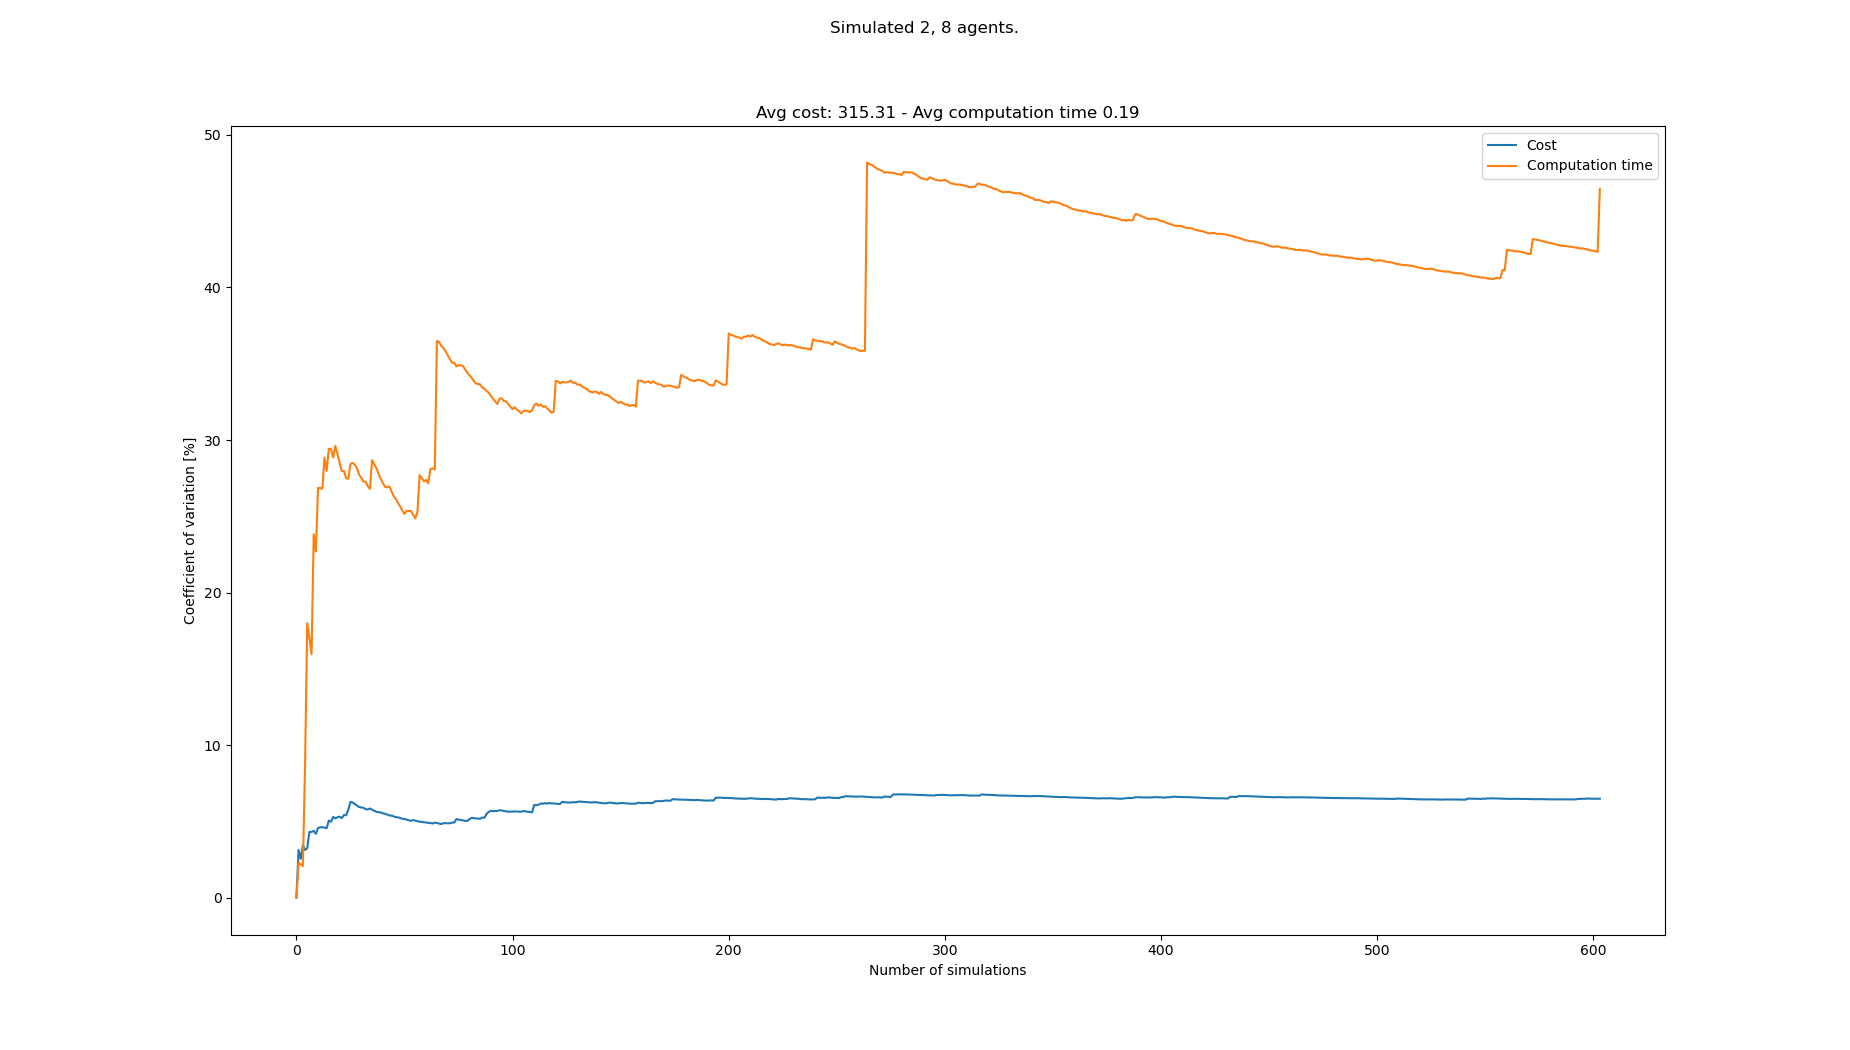 Simulated 2, 8 agents.
Avg cost: 315.31 - Avg computation time 0.19
Cost
Computation time
Coefficient of variation [%]
50
40
30
20
10
0
0 100 200 300 400 500 600
Number of simulations